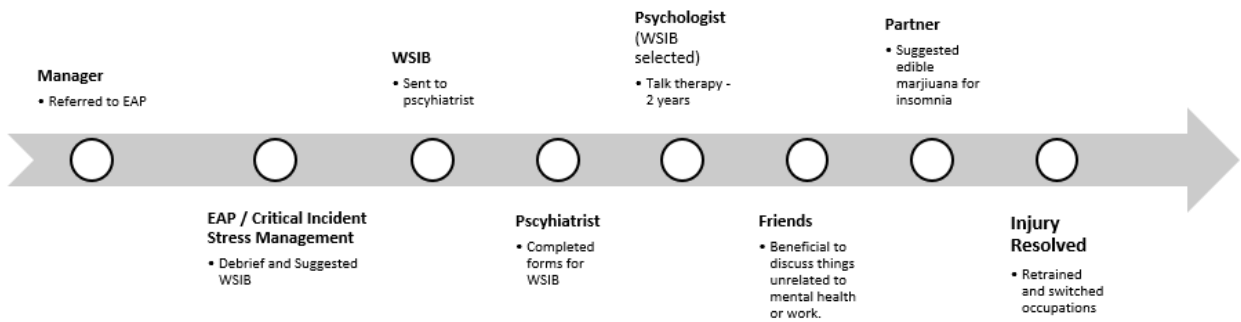 Manager
• Referred to EAP
EAP / Critical Incident
Stress Management
• Debrief and Suggested
WSIB
WSIB
• Sent to
pscyhiatrist
Pscyhiatrist
• Completed
forms for
WSIB
Psychologist
(WSIB
selected)
• Talk therapy -
2 years
Friends
• Beneficial to
discuss things
unrelated to
mental health
or work.
Partner
• Suggested
edible
marjiuana for
insomnia
Injury
Resolved
• Retrained
and switched
occupations